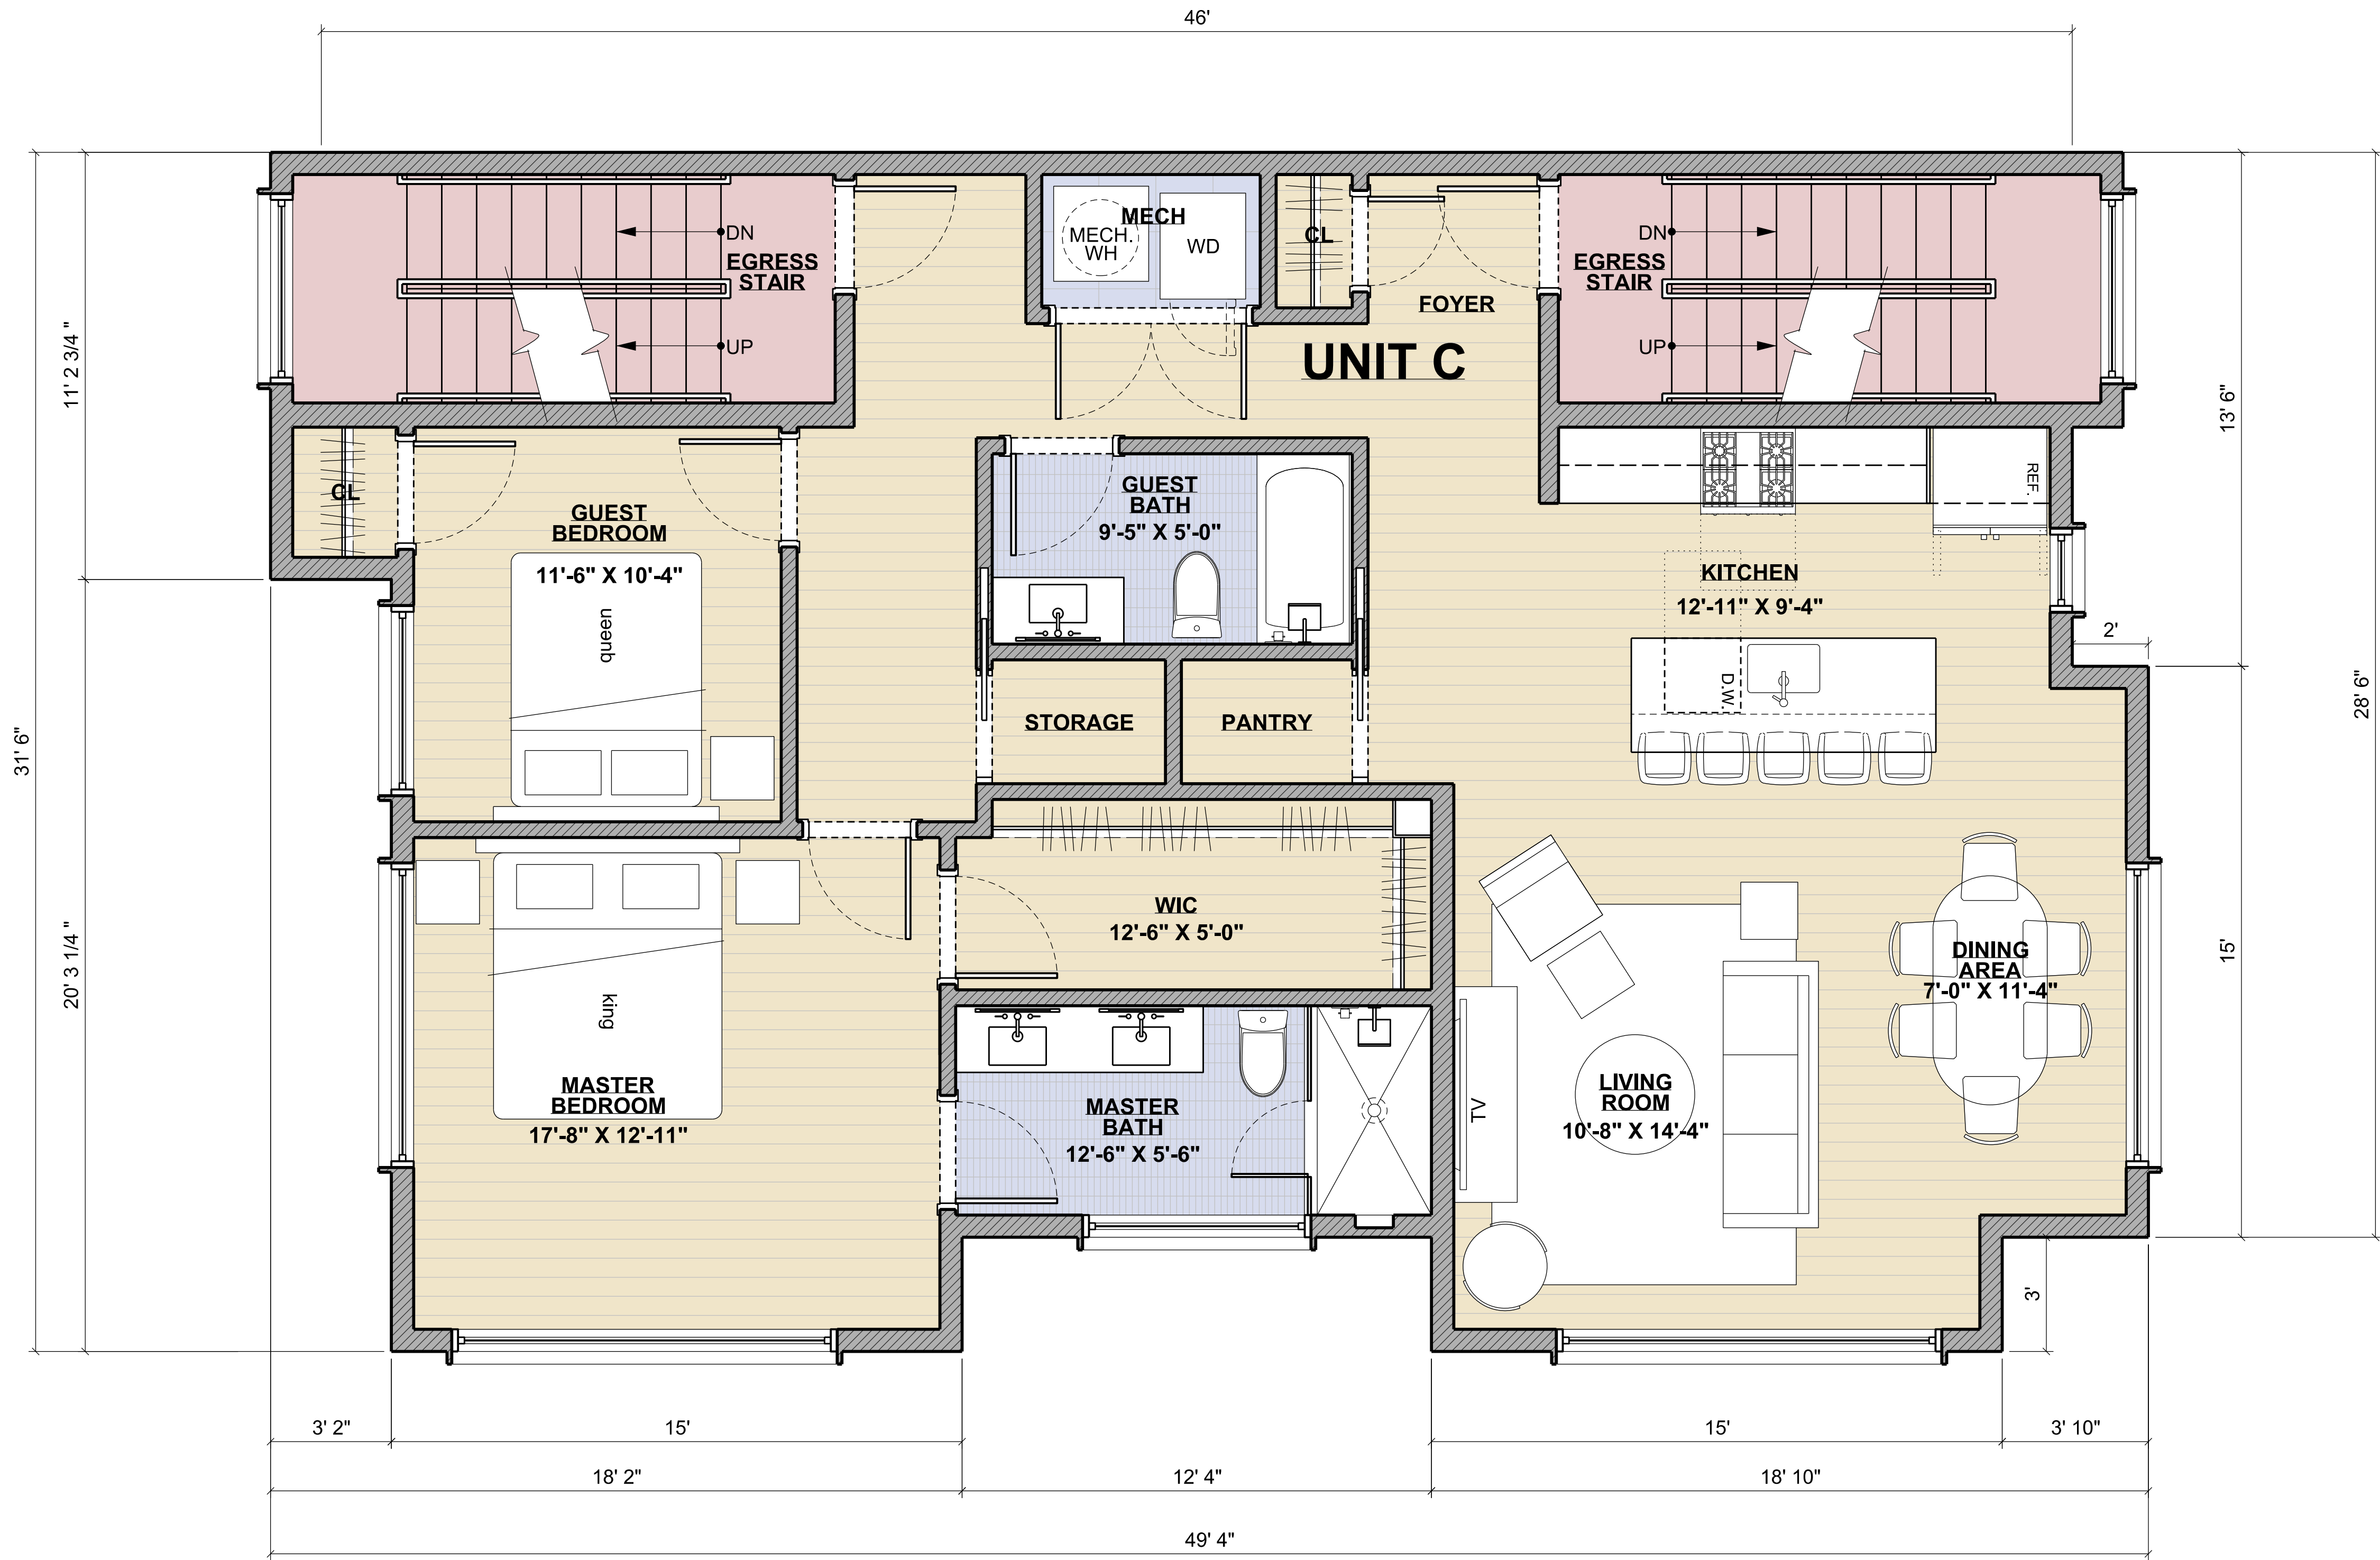 46'
MECH
MECH.
WH
WD
CL
DN
EGRESS
STAIR
UP
DN
EGRESS
STAIR
UP
FOYER
UNIT C
11' 2 3/4 "
31' 6"
20' 3 1/4 "
13' 6"
28' 6"
15'
2'
3'
CL
GUEST
BEDROOM
11'-6" X 10'-4"
queen
GUEST
BATH
9'-5" X 5'-0"
REF.
KITCHEN
12'-11" X 9'-4"
D.W.
STORAGE
PANTRY
WIC
12'-6" X 5'-0"
DINING
AREA
7'-0" X 11'-4"
king
MASTER
BEDROOM
17'-8" X 12'-11"
MASTER
BATH
12'-6" X 5'-6"
TV
LIVING
ROOM
10'-8" X 14'-4"
3' 2"
15'
15'
3' 10"
18' 2"
12' 4"
18' 10"
49' 4"